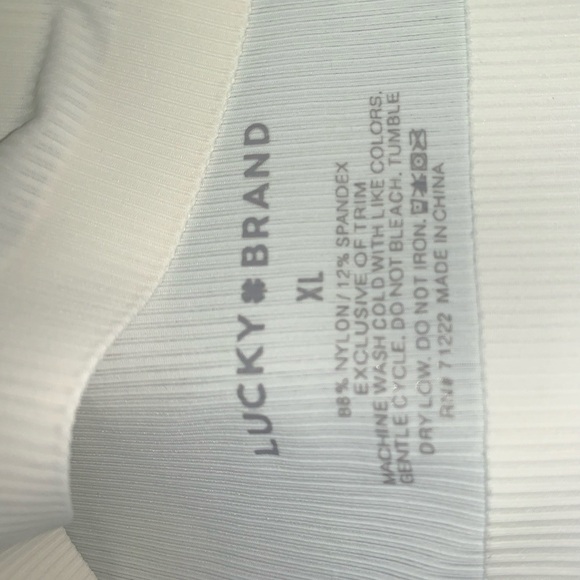 LUCKY BRAND
XL
88% NYLON / 12% SPANDEX
EXCLUSIVE OF TRIM
MACHINE WASH COLD WITH LIKE COLORS.
GENTLE CYCLE. DO NOT BLEACH. TUMBLE
DRY LOW. DO NOT IRON.
RN# 71222 MADE IN CHINA